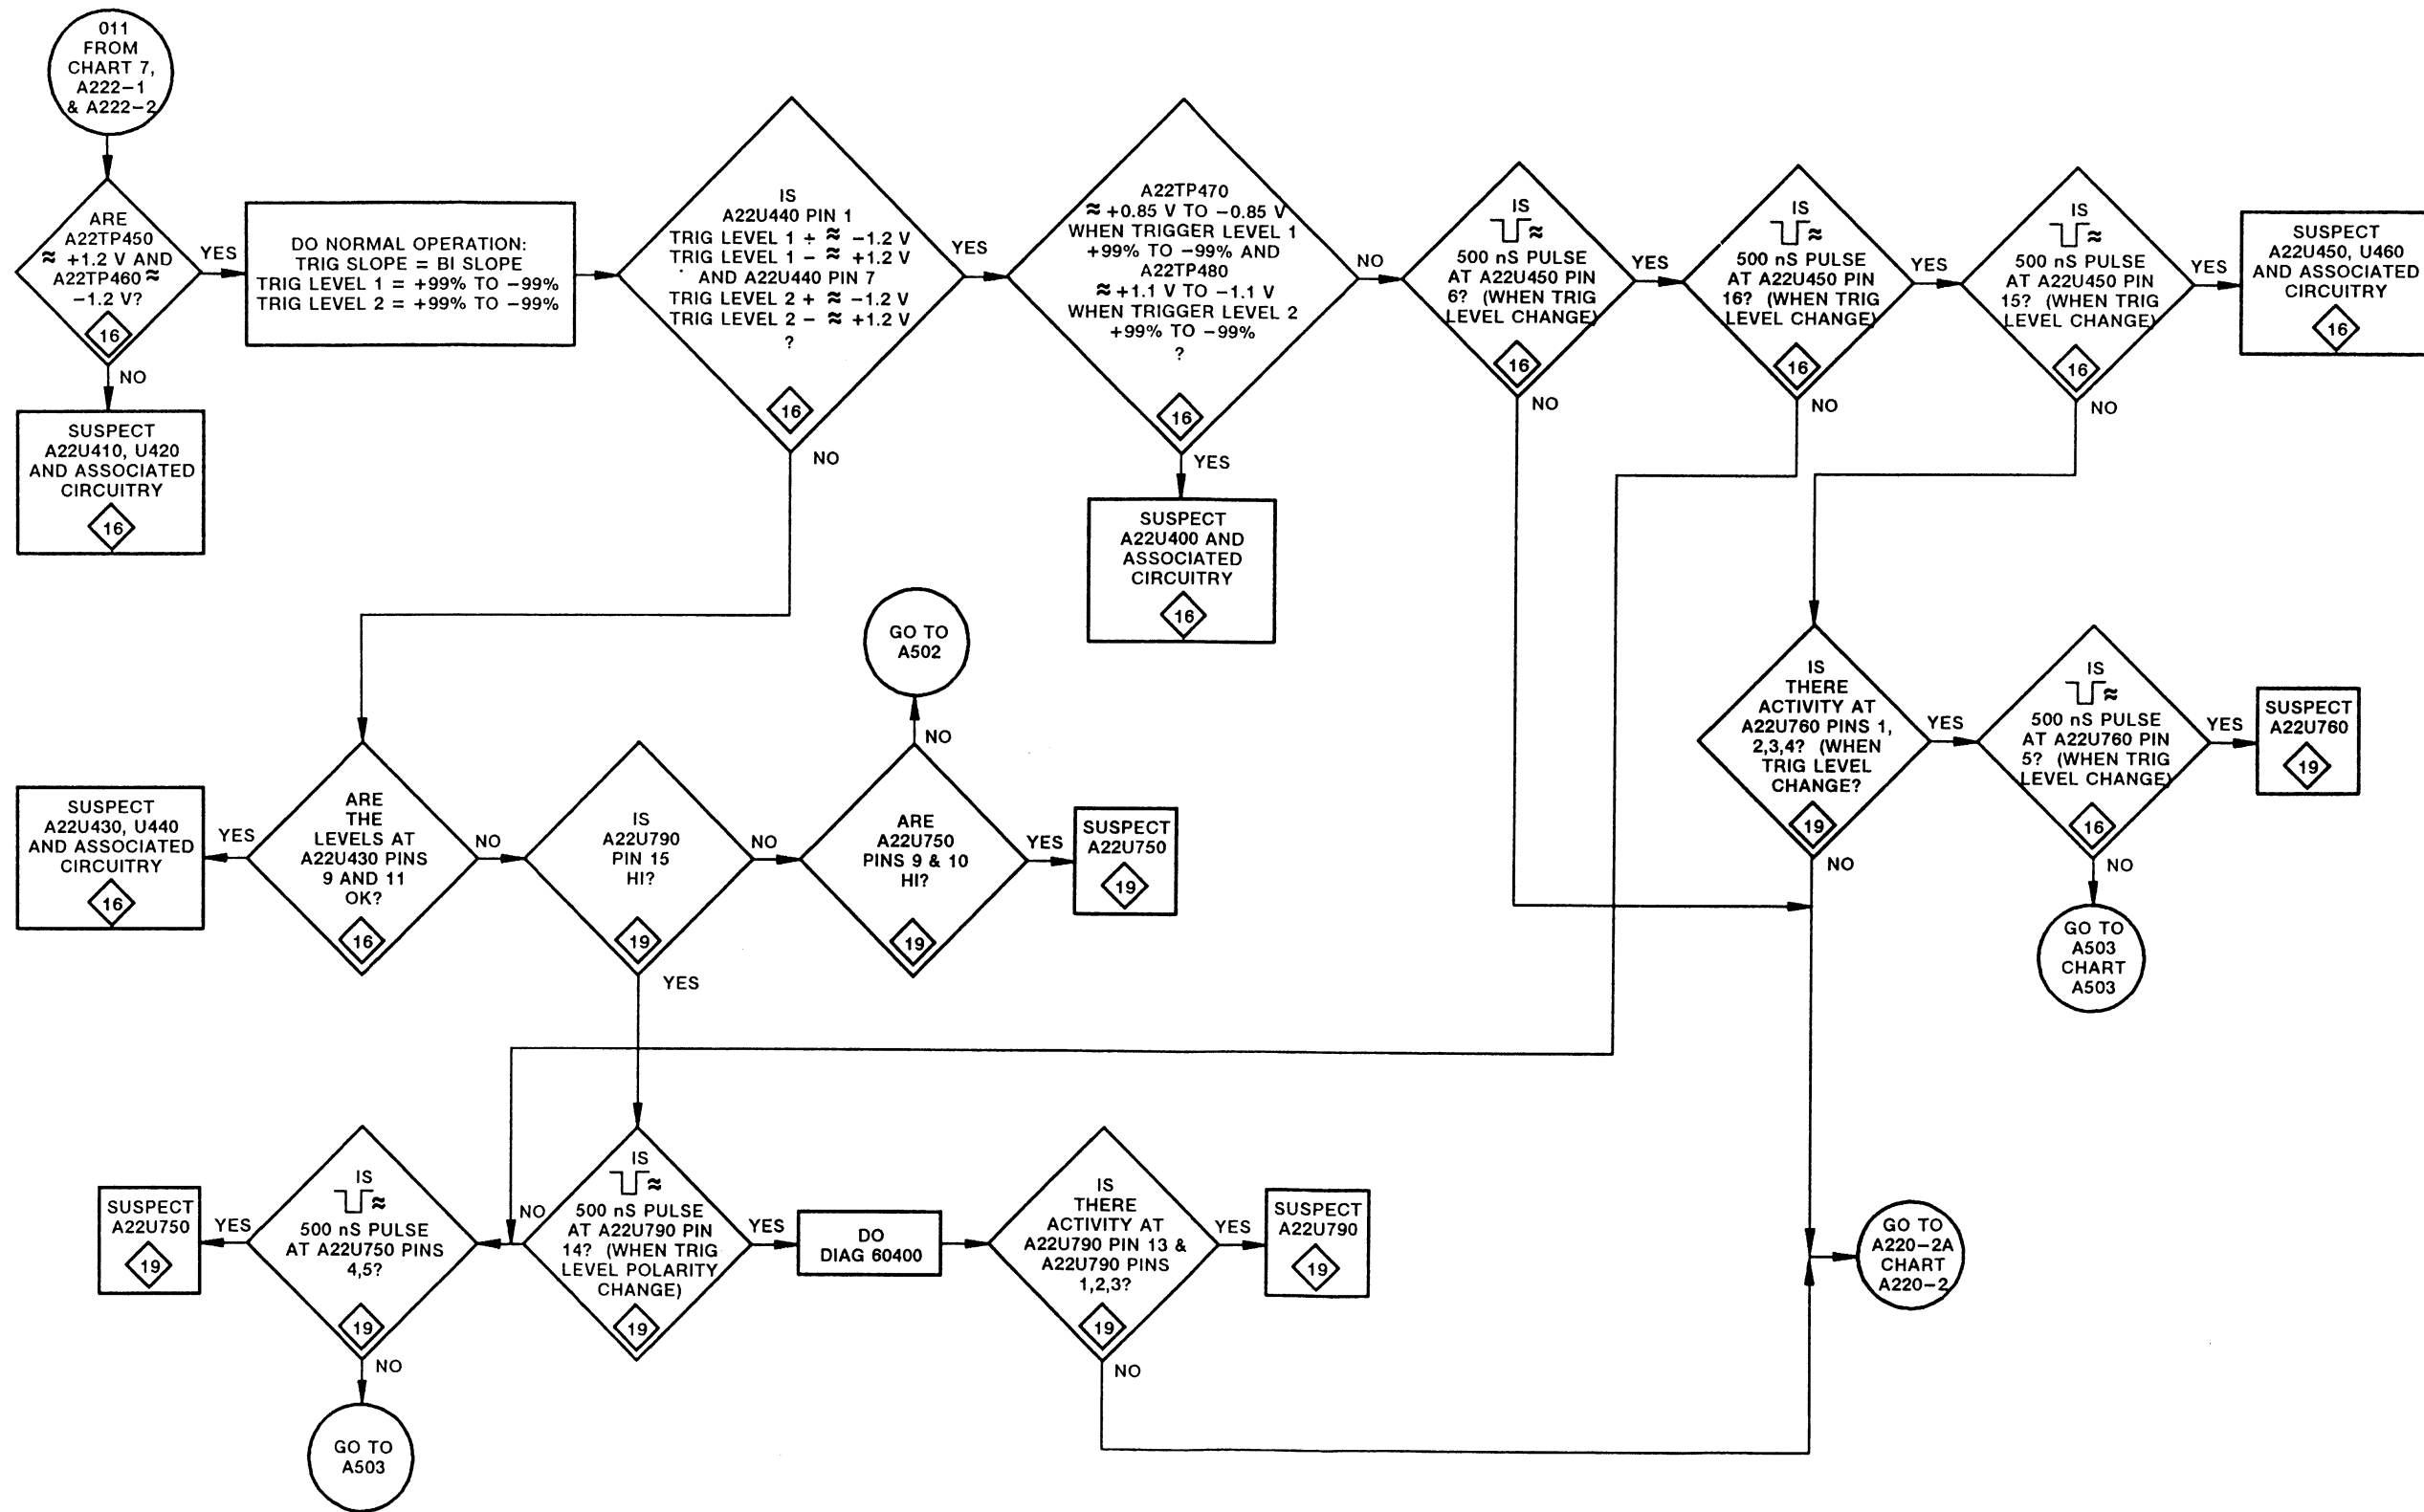 011
FROM
CHART 7,
A222-1
& A222-2
ARE
A22TP450
≈ +1.2 V AND
A22TP460 ≈
-1.2 V?
16
YES
NO
SUSPECT
A22U410, U420
AND ASSOCIATED
CIRCUITRY
16
DO NORMAL OPERATION:
TRIG SLOPE = BI SLOPE
TRIG LEVEL 1 = +99% TO -99%
TRIG LEVEL 2 = +99% TO -99%
IS
A22U440 PIN 1
TRIG LEVEL 1 + ≈ -1.2 V
TRIG LEVEL 1 - ≈ +1.2 V
AND A22U440 PIN 7
TRIG LEVEL 2 + ≈ -1.2 V
TRIG LEVEL 2 - ≈ +1.2 V
?
16
YES
NO
A22TP470
≈ +0.85 V TO -0.85 V
WHEN TRIGGER LEVEL 1
+99% TO -99% AND
A22TP480
≈ +1.1 V TO -1.1 V
WHEN TRIGGER LEVEL 2
+99% TO -99%
?
16
NO
YES
SUSPECT
A22U400 AND
ASSOCIATED
CIRCUITRY
16
IS
≈
500 nS PULSE
AT A22U450 PIN
6? (WHEN TRIG
LEVEL CHANGE)
16
YES
NO
IS
≈
500 nS PULSE
AT A22U450 PIN
16? (WHEN TRIG
LEVEL CHANGE)
16
YES
NO
IS
≈
500 nS PULSE
AT A22U450 PIN
15? (WHEN TRIG
LEVEL CHANGE)
16
YES
NO
SUSPECT
A22U450, U460
AND ASSOCIATED
CIRCUITRY
16
IS
THERE
ACTIVITY AT
A22U760 PINS 1,
2,3,4? (WHEN
TRIG LEVEL
CHANGE?
19
YES
NO
IS
≈
500 nS PULSE
AT A22U760 PIN
5? (WHEN TRIG
LEVEL CHANGE)
16
YES
NO
SUSPECT
A22U760
19
GO TO
A503
CHART
A503
SUSPECT
A22U430, U440
AND ASSOCIATED
CIRCUITRY
16
YES
ARE
THE
LEVELS AT
A22U430 PINS
9 AND 11
OK?
16
NO
IS
A22U790
PIN 15
HI?
19
NO
YES
GO TO
A502
NO
ARE
A22U750
PINS 9 & 10
HI?
19
YES
SUSPECT
A22U750
19
SUSPECT
A22U750
19
YES
IS
≈
500 nS PULSE
AT A22U750 PINS
4,5?
19
NO
GO TO
A503
NO
IS
≈
500 nS PULSE
AT A22U790 PIN
14? (WHEN TRIG
LEVEL POLARITY
CHANGE)
19
YES
DO
DIAG 60400
IS
THERE
ACTIVITY AT
A22U790 PIN 13 &
A22U790 PINS
1,2,3?
19
YES
NO
SUSPECT
A22U790
19
GO TO
A220-2A
CHART
A220-2